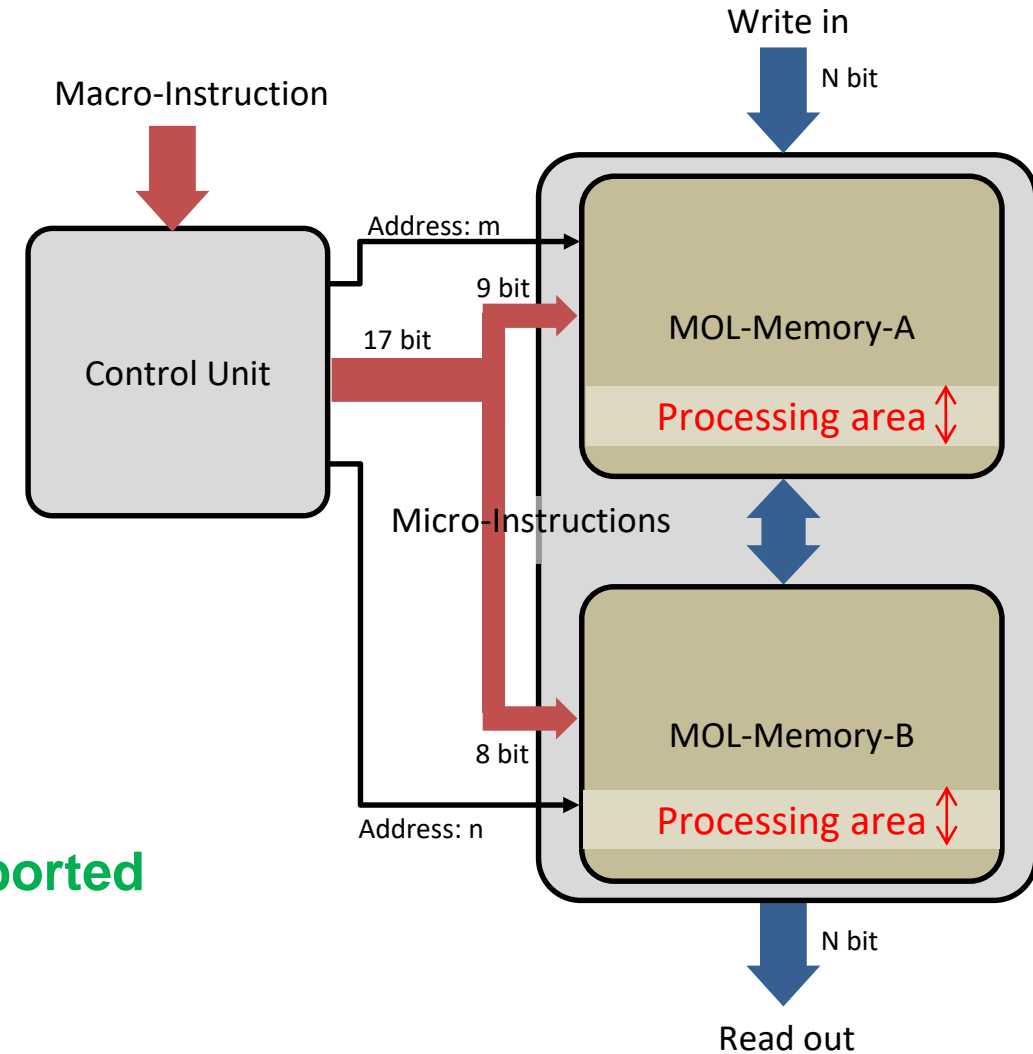 Write in
N bit
Macro-Instruction
Address: m
9 bit
17 bit
MOL-Memory-A
Control Unit
Processing area
Micro-Instructions
MOL-Memory-B
8 bit
Processing area
Address: n
ported
N bit
Read out